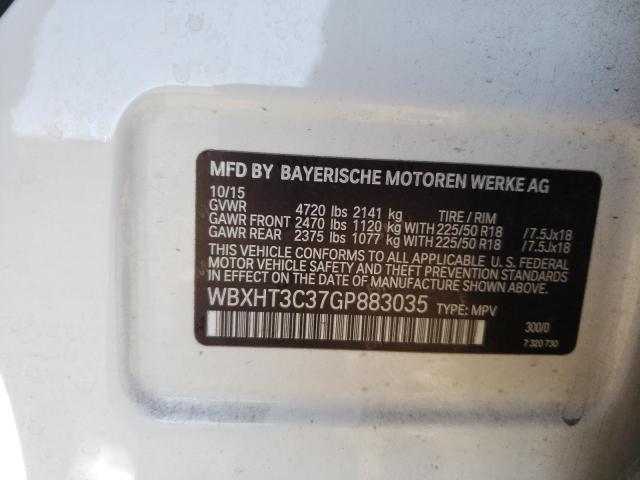 MFD BY BAYERISCHE MOTOREN WERKE AG
10/15
GVWR 4720 lbs 2141 kg TIRE / RIM
GAWR FRONT 2470 lbs 1120 kg WITH 225/50 R18 /7.5Jx18
GAWR REAR 2375 lbs 1077 kg WITH 225/50 R18 /7.5Jx18
THIS VEHICLE CONFORMS TO ALL APPLICABLE U.S. FEDERAL
MOTOR VEHICLE SAFETY AND THEFT PREVENTION STANDARDS
IN EFFECT ON THE DATE OF MANUFACTURE SHOWN ABOVE.
WBXHT3C37GP883035 TYPE: MPV
300/0
7 320 730